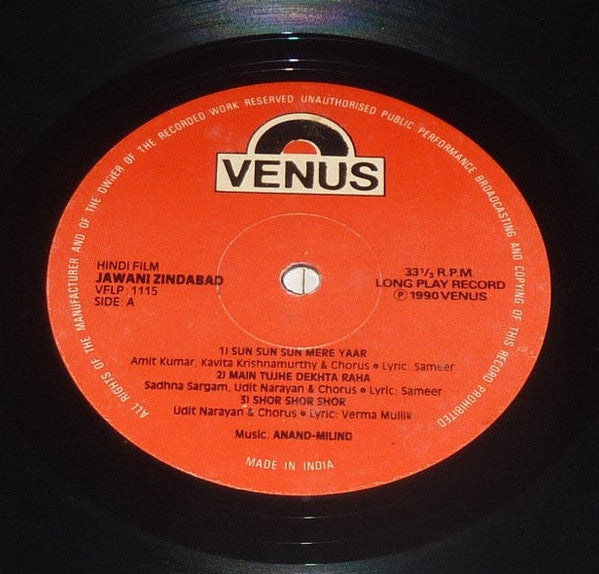 ALL RIGHTS OF THE MANUFACTURER AND OF THE OWNER OF THE RECORDED WORK RESERVED UNAUTHORISED PUBLIC PERFORMANCE BROADCASTING AND COPYING OF THIS RECORD PROHIBITED
VENUS
HINDI FILM
JAWANI ZINDABAD
VFLP : 1115
SIDE: A
33 1/3 R.P.M.
LONG PLAY RECORD
℗ 1990 VENUS
1) SUN SUN SUN MERE YAAR
Amit Kumar, Kavita Krishnamurthy & Chorus • Lyric: Sameer
2) MAIN TUJHE DEKHTA RAHA
Sadhna Sargam, Udit Narayan & Chorus • Lyric: Sameer
3) SHOR SHOR SHOR
Udit Narayan & Chorus • Lyric: Verma Mullik
Music: ANAND-MILIND
MADE IN INDIA